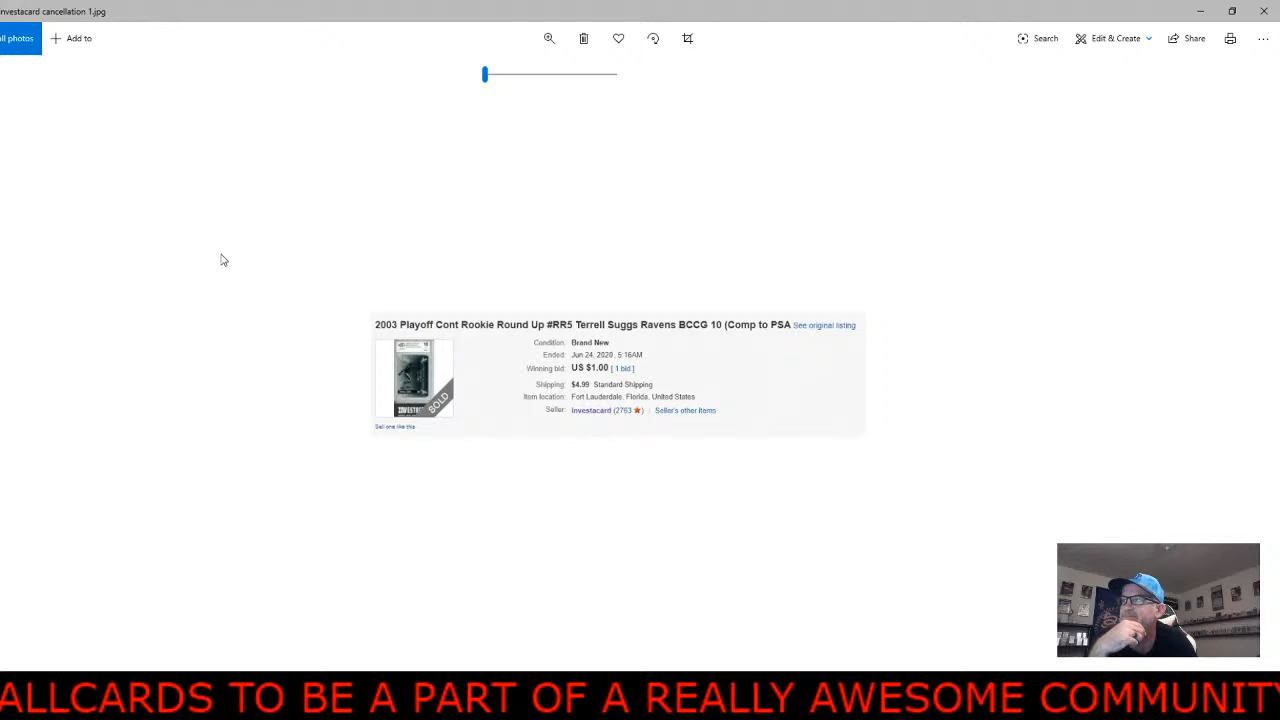 nvestacard cancellation 1.jpg
ll photos
Add to
Search
Edit & Create
Share
2003 Playoff Cont Rookie Round Up #RR5 Terrell Suggs Ravens BCCG 10 (Comp to PSA See original listing
Condition: Brand New
Ended: Jun 24, 2020, 5:16AM
Winning bid: US $1.00 [ 1 bid ]
Shipping: $4.99 Standard Shipping
Item location: Fort Lauderdale, Florida, United States
Seller: investacard (2763 ) | Seller's other items
SOLD
Sell one like this
ALLCARDS TO BE A PART OF A REALLY AWESOME COMMUNIT